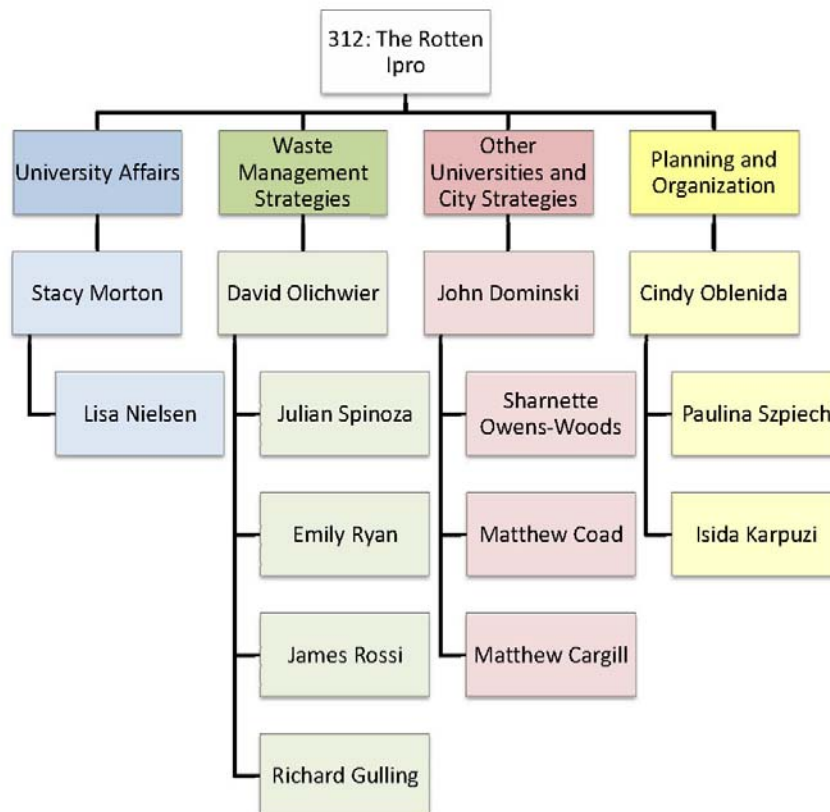 312: The Rotten
Ipro
University Affairs
Waste
Management
Strategies
Other
Universities and
City Strategies
Planning and
Organization
Stacy Morton
David Olichwier
John Dominski
Cindy Oblenida
Lisa Nielsen
Julian Spinoza
Sharnette
Owens-Woods
Paulina Szpiech
Emily Ryan
Matthew Coad
Isida Karpuzi
James Rossi
Matthew Cargill
Richard Gulling